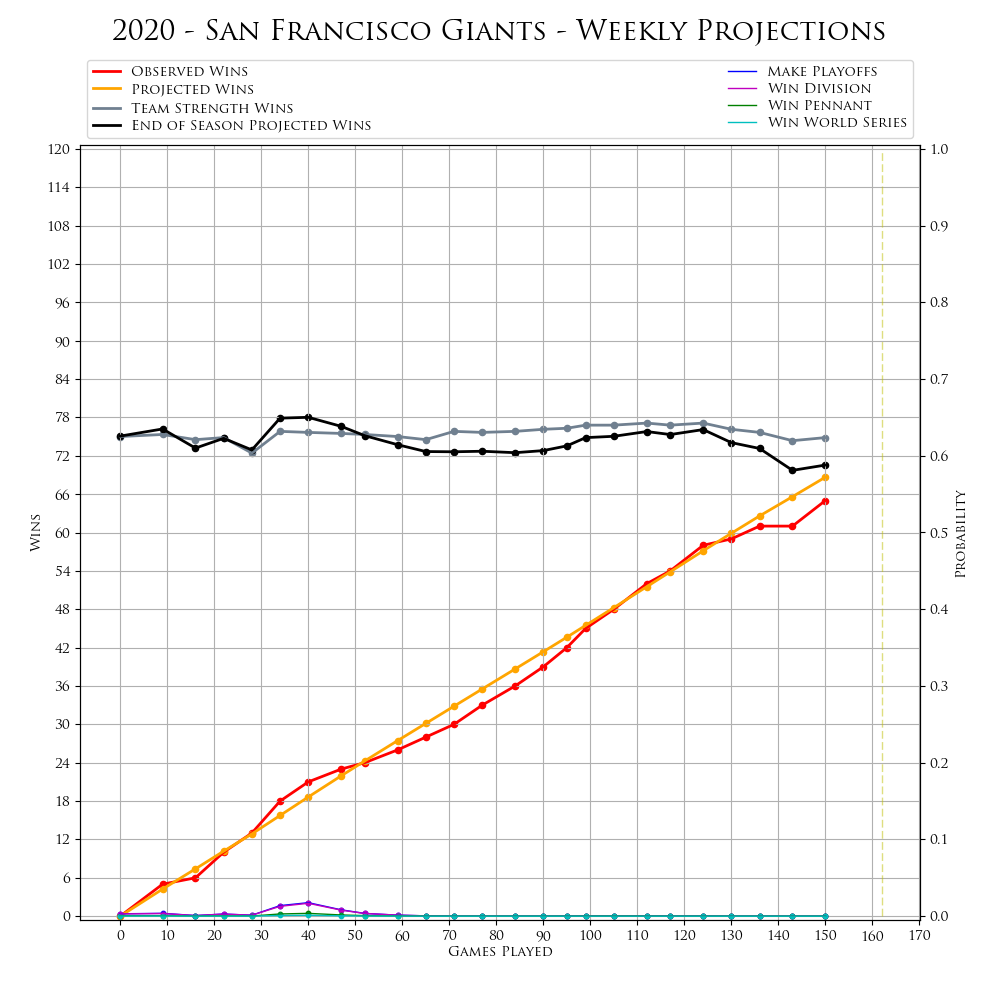 2020 - San Francisco Giants - Weekly Projections
Observed Wins
Projected Wins
Team Strength Wins
End of Season Projected Wins
Make Playoffs
Win Division
Win Pennant
Win World Series
120
114
108
102
96
90
84
78
72
66
60
54
48
42
36
30
24
18
12
6
0
Wins
1.0
0.9
0.8
0.7
0.6
0.5
0.4
0.3
0.2
0.1
0.0
Probability
0 10 20 30 40 50 60 70 80 90 100 110 120 130 140 150 160 170
Games Played